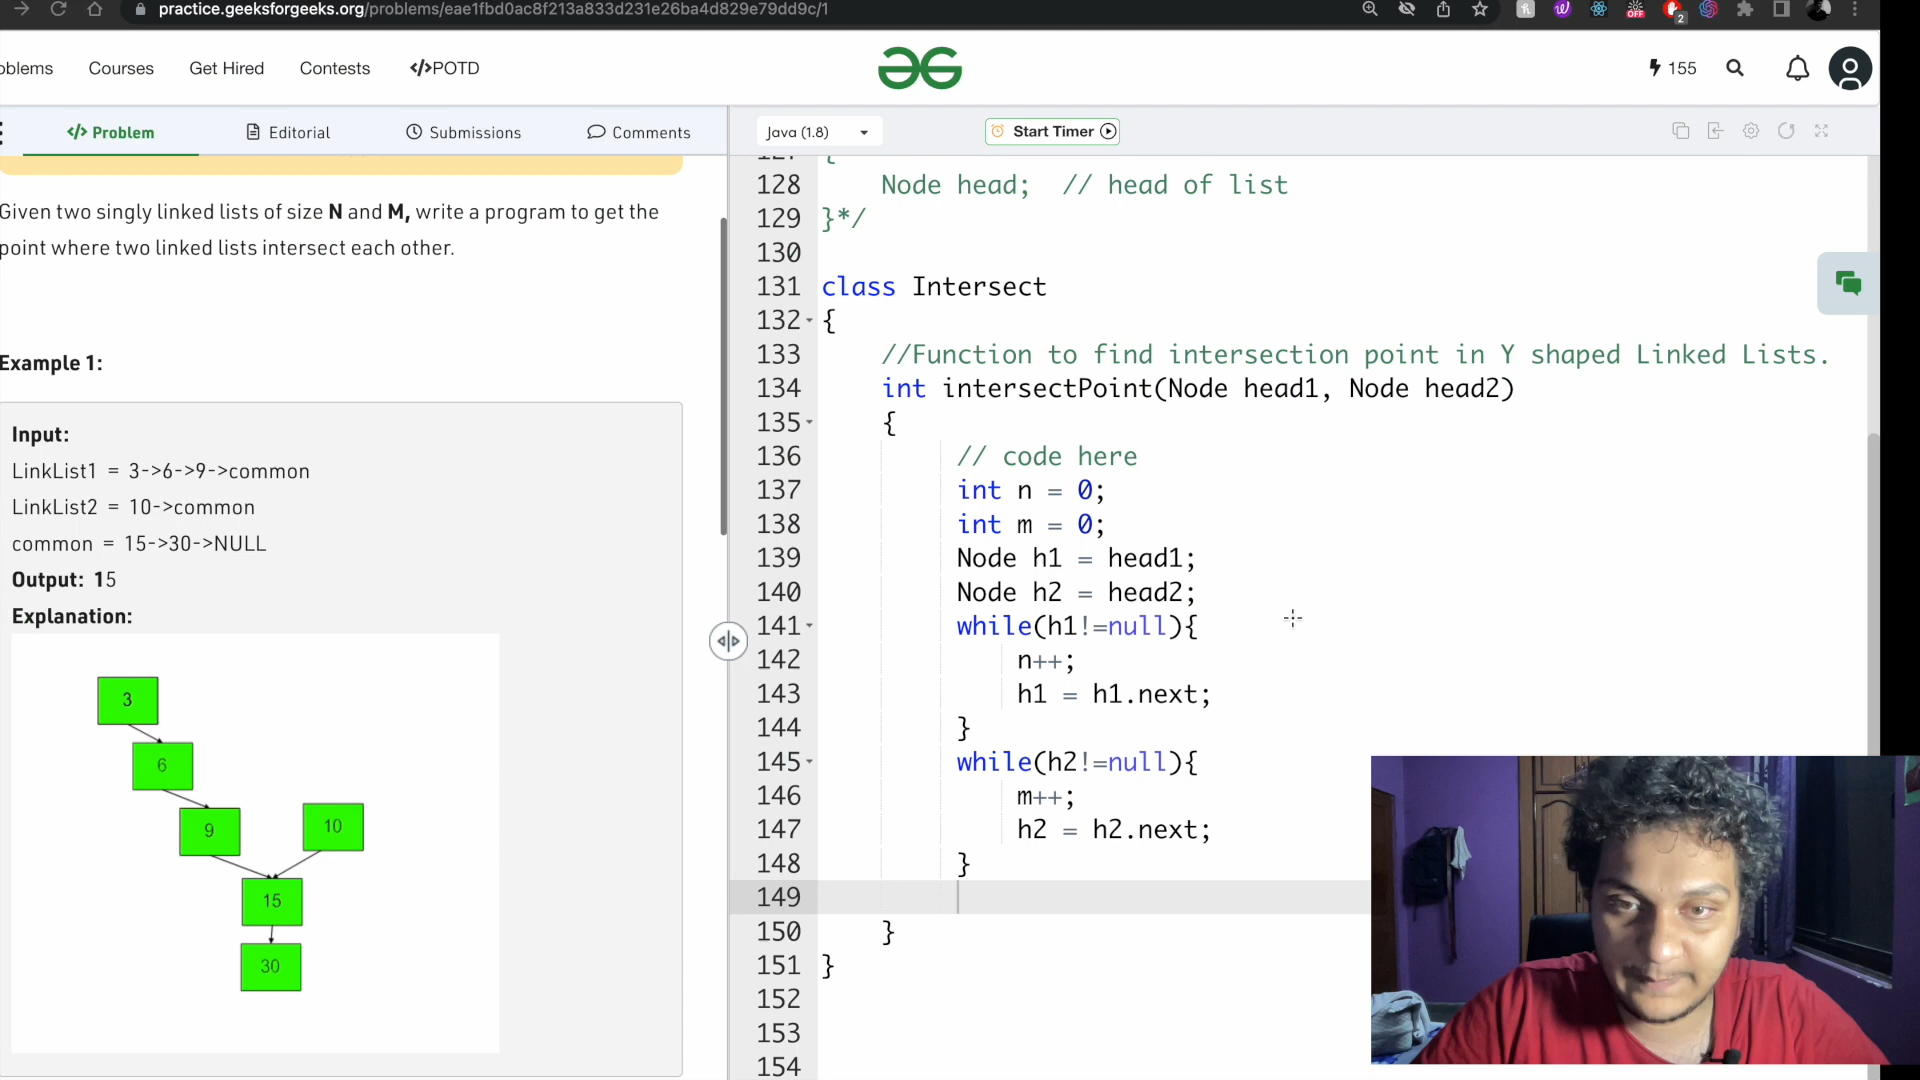 practice.geeksforgeeks.org/problems/eae1fbd0ac8f213a833d231e26ba4d829e79dd9c/1
OFF
2
oblems
Courses
Get Hired
Contests
</>POTD
155
</> Problem
Editorial
Submissions
Comments
Java (1.8)
Start Timer
Given two singly linked lists of size N and M, write a program to get the
point where two linked lists intersect each other.
Example 1:
Input:
LinkList1 = 3->6->9->common
LinkList2 = 10->common
common = 15->30->NULL
Output: 15
Explanation:
3
6
9
10
15
30
127 {
128 Node head;  // head of list
129 }*/
130
131 class Intersect
132 {
133 //Function to find intersection point in Y shaped Linked Lists.
134 int intersectPoint(Node head1, Node head2)
135 {
136 // code here
137 int n = 0;
138 int m = 0;
139 Node h1 = head1;
140 Node h2 = head2;
141 while(h1!=null){
142 n++;
143 h1 = h1.next;
144 }
145 while(h2!=null){
146 m++;
147 h2 = h2.next;
148 }
149
150 }
151 }
152
153
154